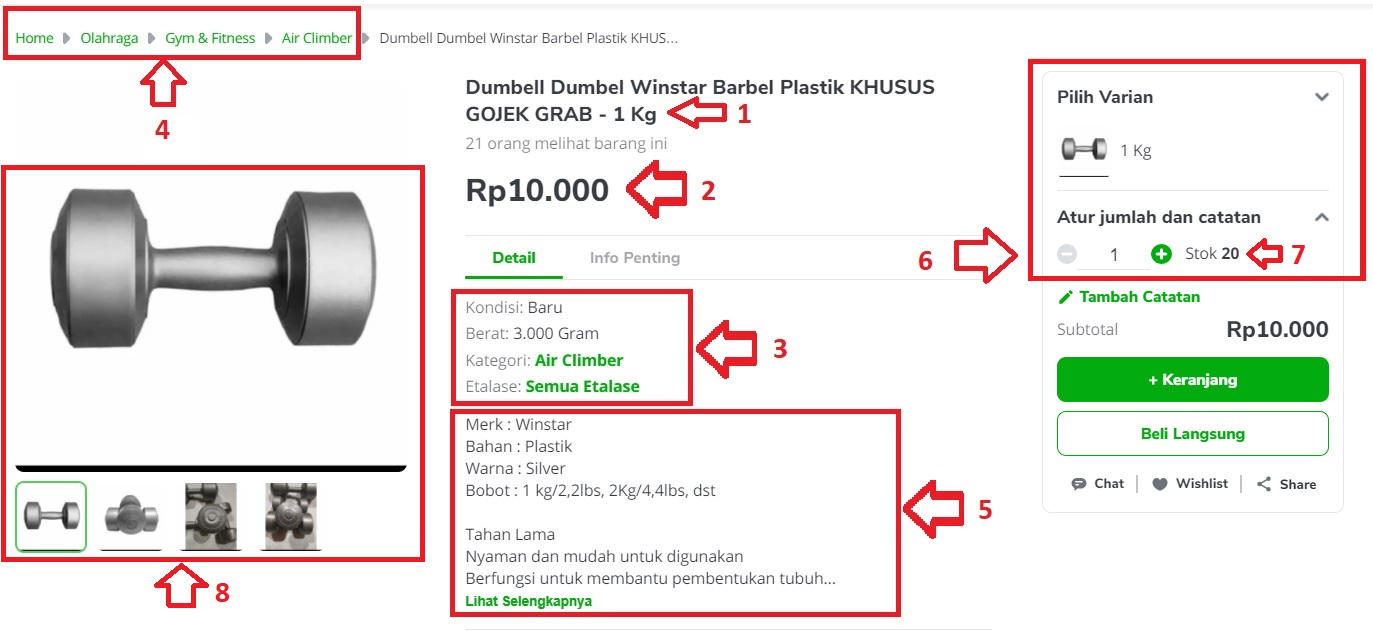 Home Olahraga Gym & Fitness Air Climber Dumbell Dumbel Winstar Barbel Plastik KHUS...
4
Dumbell Dumbel Winstar Barbel Plastik KHUSUS
GOJEK GRAB - 1 Kg 1
21 orang melihat barang ini
Rp10.000 2
Detail Info Penting
Kondisi: Baru
Berat: 3.000 Gram
Kategori: Air Climber
Etalase: Semua Etalase
3
Merk : Winstar
Bahan : Plastik
Warna : Silver
Bobot : 1 kg/2,2lbs, 2Kg/4,4lbs, dst
Tahan Lama
Nyaman dan mudah untuk digunakan
Berfungsi untuk membantu pembentukan tubuh...
Lihat Selengkapnya
5
8
Pilih Varian
1 Kg
Atur jumlah dan catatan
6
1 Stok 20 7
Tambah Catatan
Subtotal Rp10.000
+ Keranjang
Beli Langsung
Chat Wishlist Share